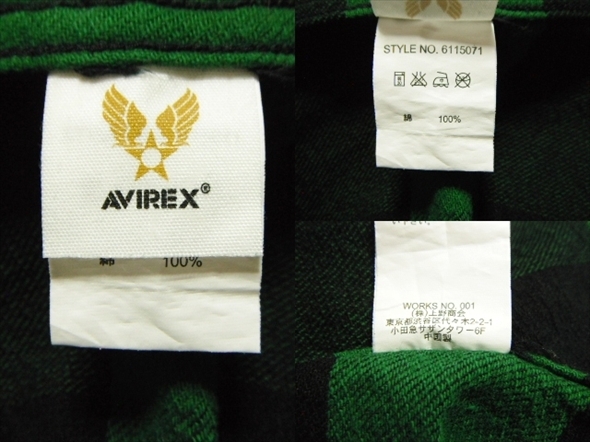 AVIREX
綿 100%
STYLE NO. 6115071
綿 100%
WORKS NO. 001
(株)上野商会
東京都渋谷区代々木2-2-1
小田急サザンタワー6F
中国製